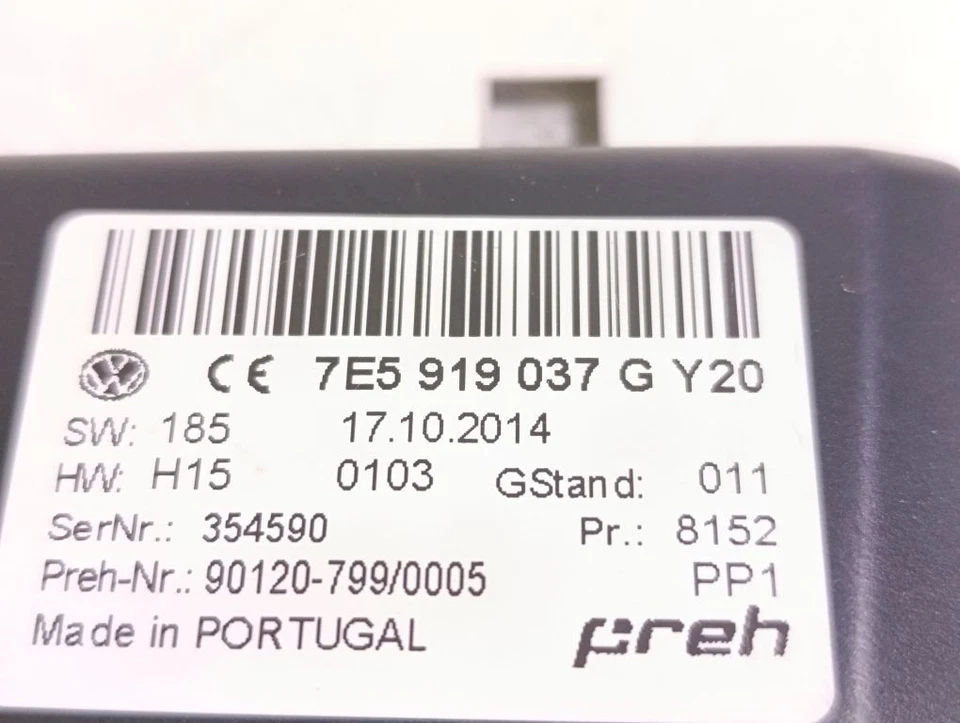 CE 7E5 919 037 G Y20
SW: 185 17.10.2014
HW: H15 0103 GStand: 011
SerNr.: 354590 Pr.: 8152
Preh-Nr.: 90120-799/0005 PP1
Made in PORTUGAL preh